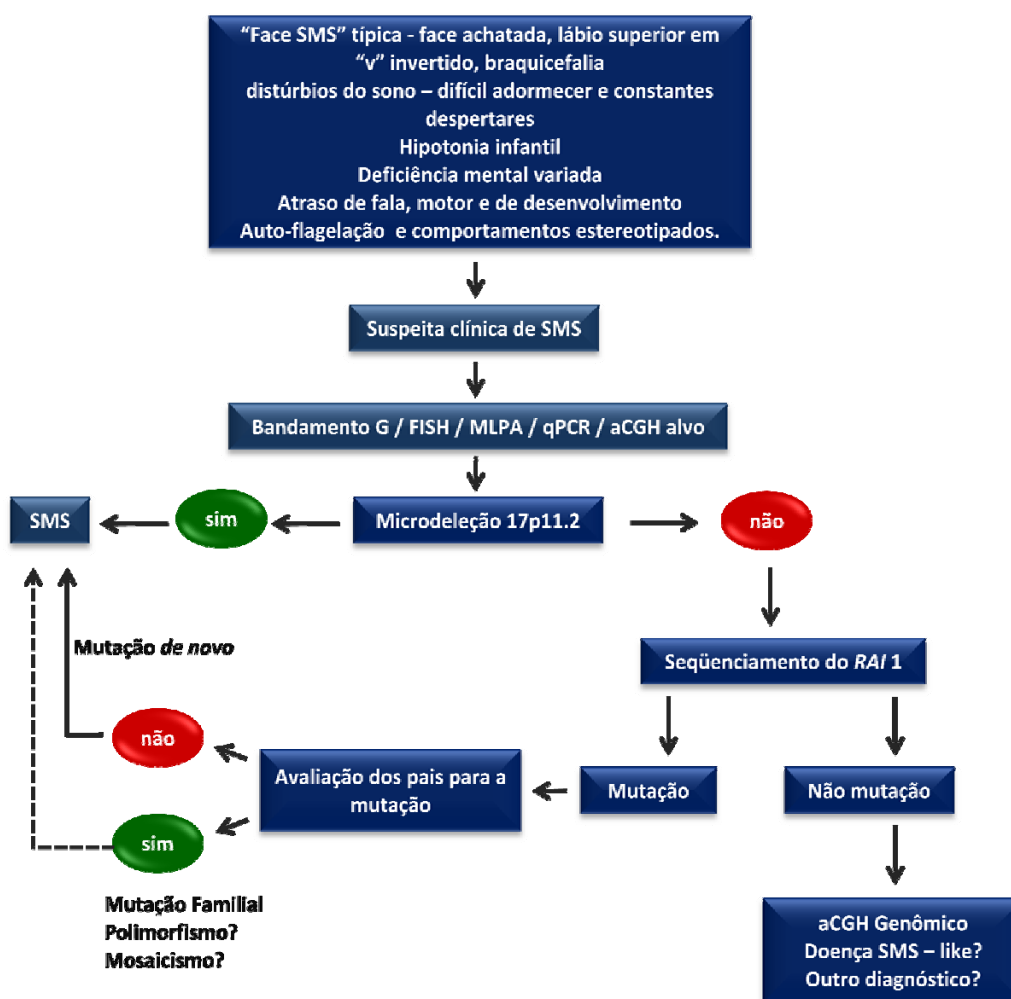 “Face SMS” típica - face achatada, lábio superior em
“v” invertido, braquicefalia
distúrbios do sono – difícil adormecer e constantes
despertares
Hipotonia infantil
Deficiência mental variada
Atraso de fala, motor e de desenvolvimento
Auto-flagelação e comportamentos estereotipados.
Suspeita clínica de SMS
Bandamento G / FISH / MLPA / qPCR / aCGH alvo
SMS
sim
Microdeleção 17p11.2
não
Mutação de novo
Seqüenciamento do RAI 1
não
Avaliação dos pais para a
mutação
Mutação
Não mutação
sim
Mutação Familial
Polimorfismo?
Mosaicismo?
aCGH Genômico
Doença SMS – like?
Outro diagnóstico?